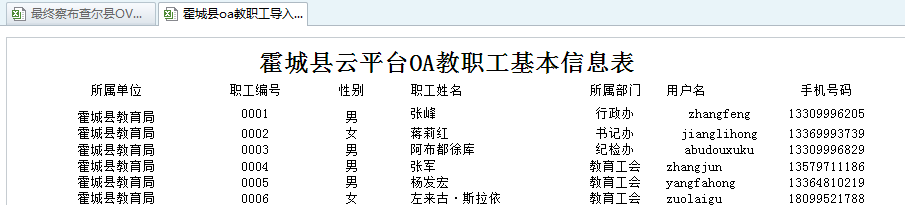 最终察布查尔县OV... 霍城县oa教职工导入...
霍城县云平台OA教职工基本信息表
所属单位 职工编号 性别 职工姓名 所属部门 用户名 手机号码
霍城县教育局 0001 男 张峰 行政办 zhangfeng 13309996205
霍城县教育局 0002 女 蒋莉红 书记办 jianglihong 13369993739
霍城县教育局 0003 男 阿布都徐库 纪检办 abudouxuku 13309996829
霍城县教育局 0004 男 张军 教育工会 zhangjun 13579711186
霍城县教育局 0005 男 杨发宏 教育工会 yangfahong 13364810219
霍城县教育局 0006 女 左来古·斯拉依 教育工会 zuolaigu 18099521788